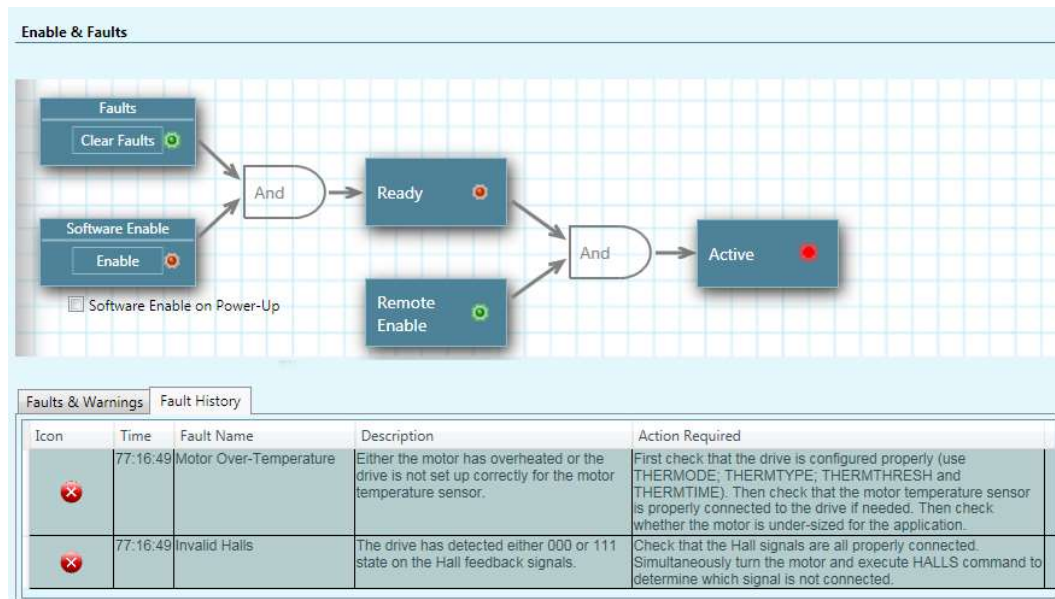 Enable & Faults
Faults
Clear Faults
And
Ready
Software Enable
Enable
And
Active
Software Enable on Power-Up
Remote
Enable
Faults & Warnings Fault History
Icon Time Fault Name Description Action Required
77:16:49 Motor Over-Temperature Either the motor has overheated or the
drive is not set up correctly for the motor
temperature sensor.
First check that the drive is configured properly (use
THERMODE; THERMTYPE; THERMTHRESH and
THERMTIME). Then check that the motor temperature sensor
is properly connected to the drive if needed. Then check
whether the motor is under-sized for the application.
77:16:49 Invalid Halls The drive has detected either 000 or 111
state on the Hall feedback signals.
Check that the Hall signals are all properly connected.
Simultaneously turn the motor and execute HALLS command to
determine which signal is not connected.